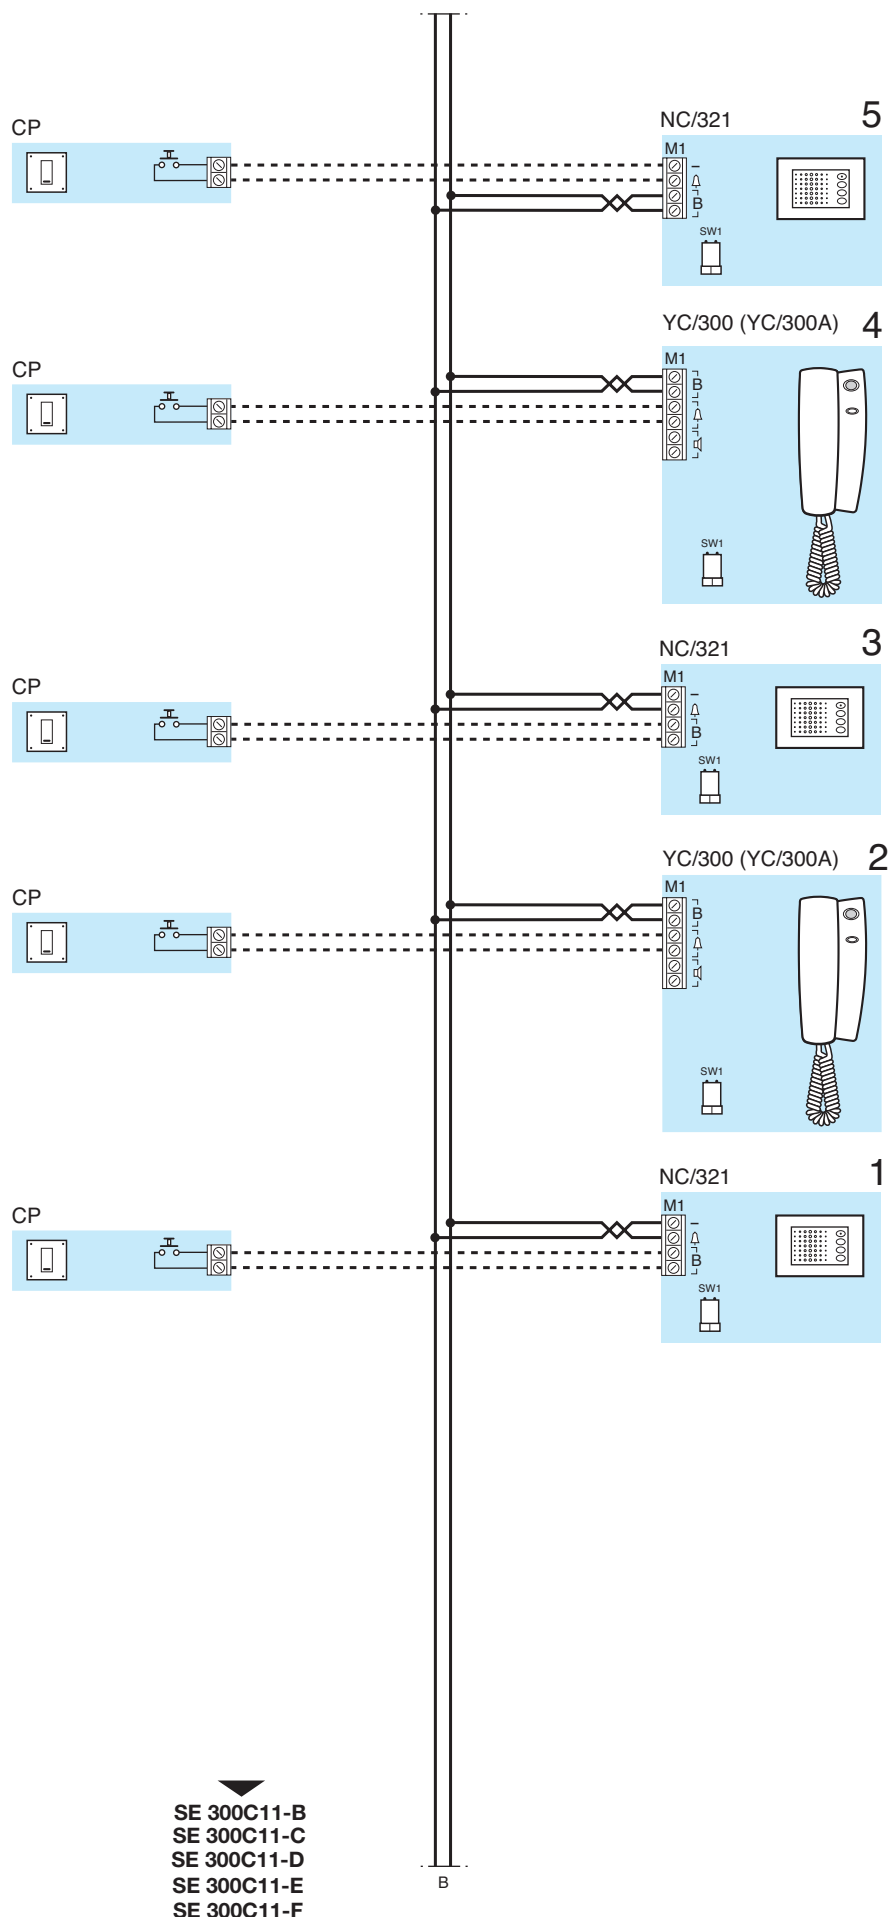 NC/321 5
CP
M1
–
B
SW1
YC/300 (YC/300A) 4
CP
M1
B
SW1
NC/321 3
CP
M1
–
B
SW1
YC/300 (YC/300A) 2
CP
M1
B
SW1
NC/321 1
CP
M1
–
B
SW1
SE 300C11-B
SE 300C11-C
SE 300C11-D
SE 300C11-E
SE 300C11-F
B